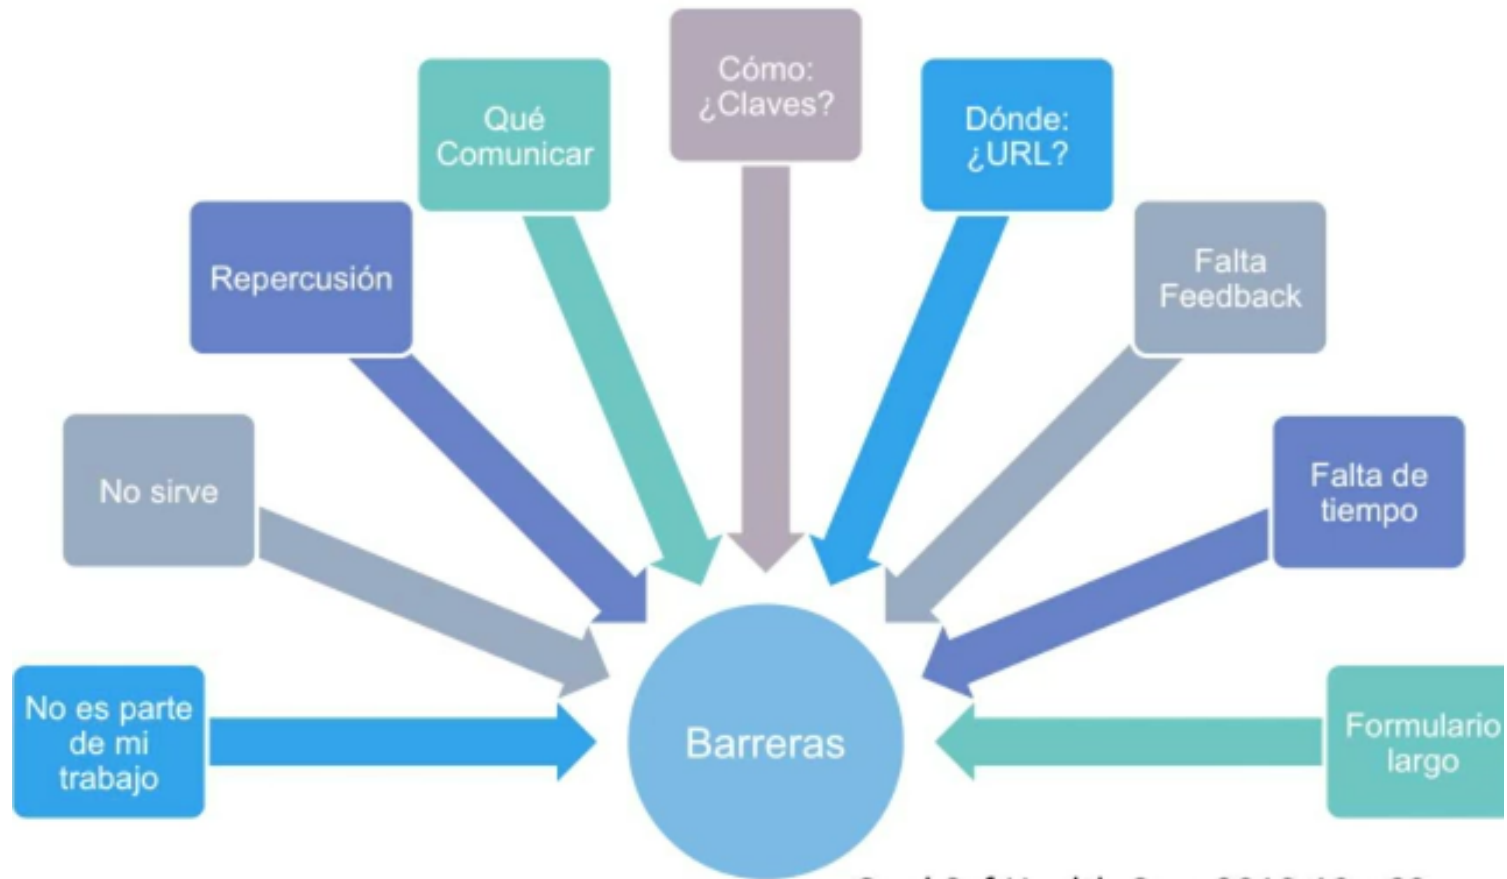 Cómo:
¿Claves?
Qué
Comunicar
Dónde:
¿URL?
Repercusión
Falta
Feedback
No sirve
Falta de
tiempo
No es parte
de mi
trabajo
Barreras
Formulario
largo